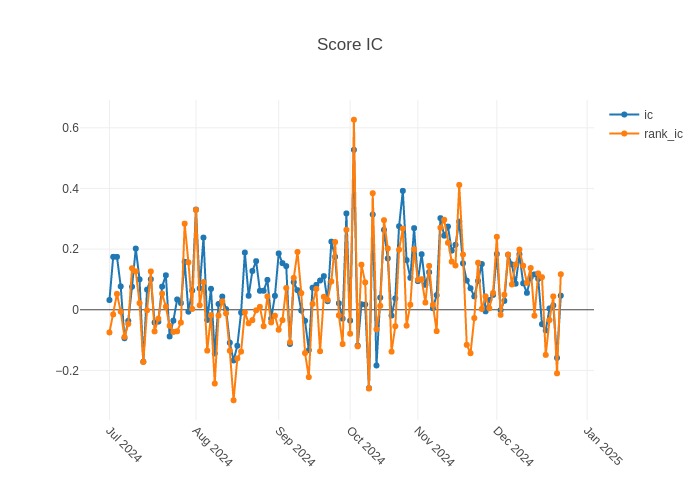 Score IC
ic
rank_ic
0.6
0.4
0.2
0
−0.2
Jul 2024
Aug 2024
Sep 2024
Oct 2024
Nov 2024
Dec 2024
Jan 2025